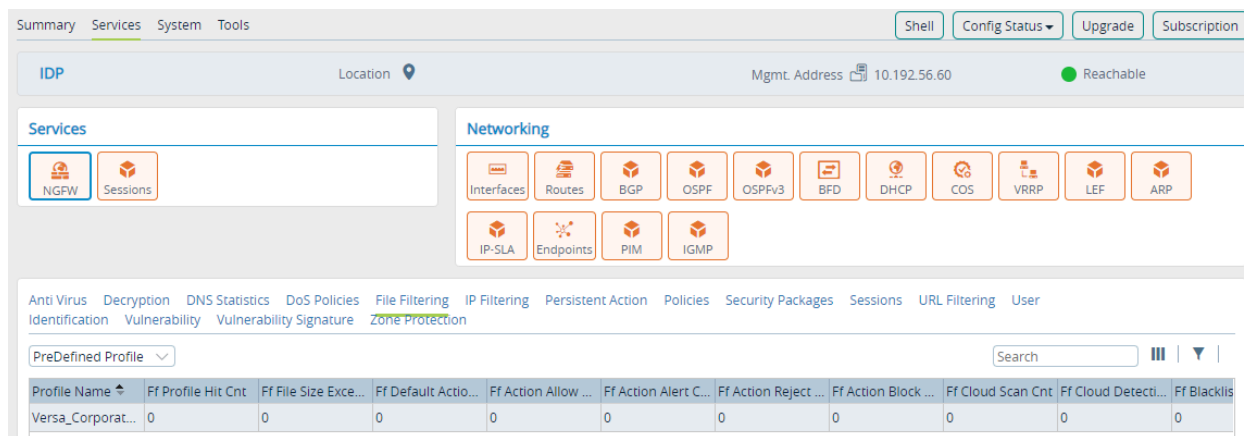 Summary Services System Tools Shell Config Status Upgrade Subscription
IDP Location Mgmt. Address 10.192.56.60 Reachable
Services
NGFW Sessions
Networking
Interfaces Routes BGP OSPF OSPFv3 BFD DHCP COS VRRP LEF ARP
IP-SLA Endpoints PIM IGMP
Anti Virus Decryption DNS Statistics DoS Policies File Filtering IP Filtering Persistent Action Policies Security Packages Sessions URL Filtering User
Identification Vulnerability Vulnerability Signature Zone Protection
PreDefined Profile Search
Profile Name Ff Profile Hit Cnt Ff File Size Exce... Ff Default Actio... Ff Action Allow ... Ff Action Alert C... Ff Action Reject ... Ff Action Block ... Ff Cloud Scan Cnt Ff Cloud Detecti... Ff Blacklis
Versa_Corporat... 0 0 0 0 0 0 0 0 0 0